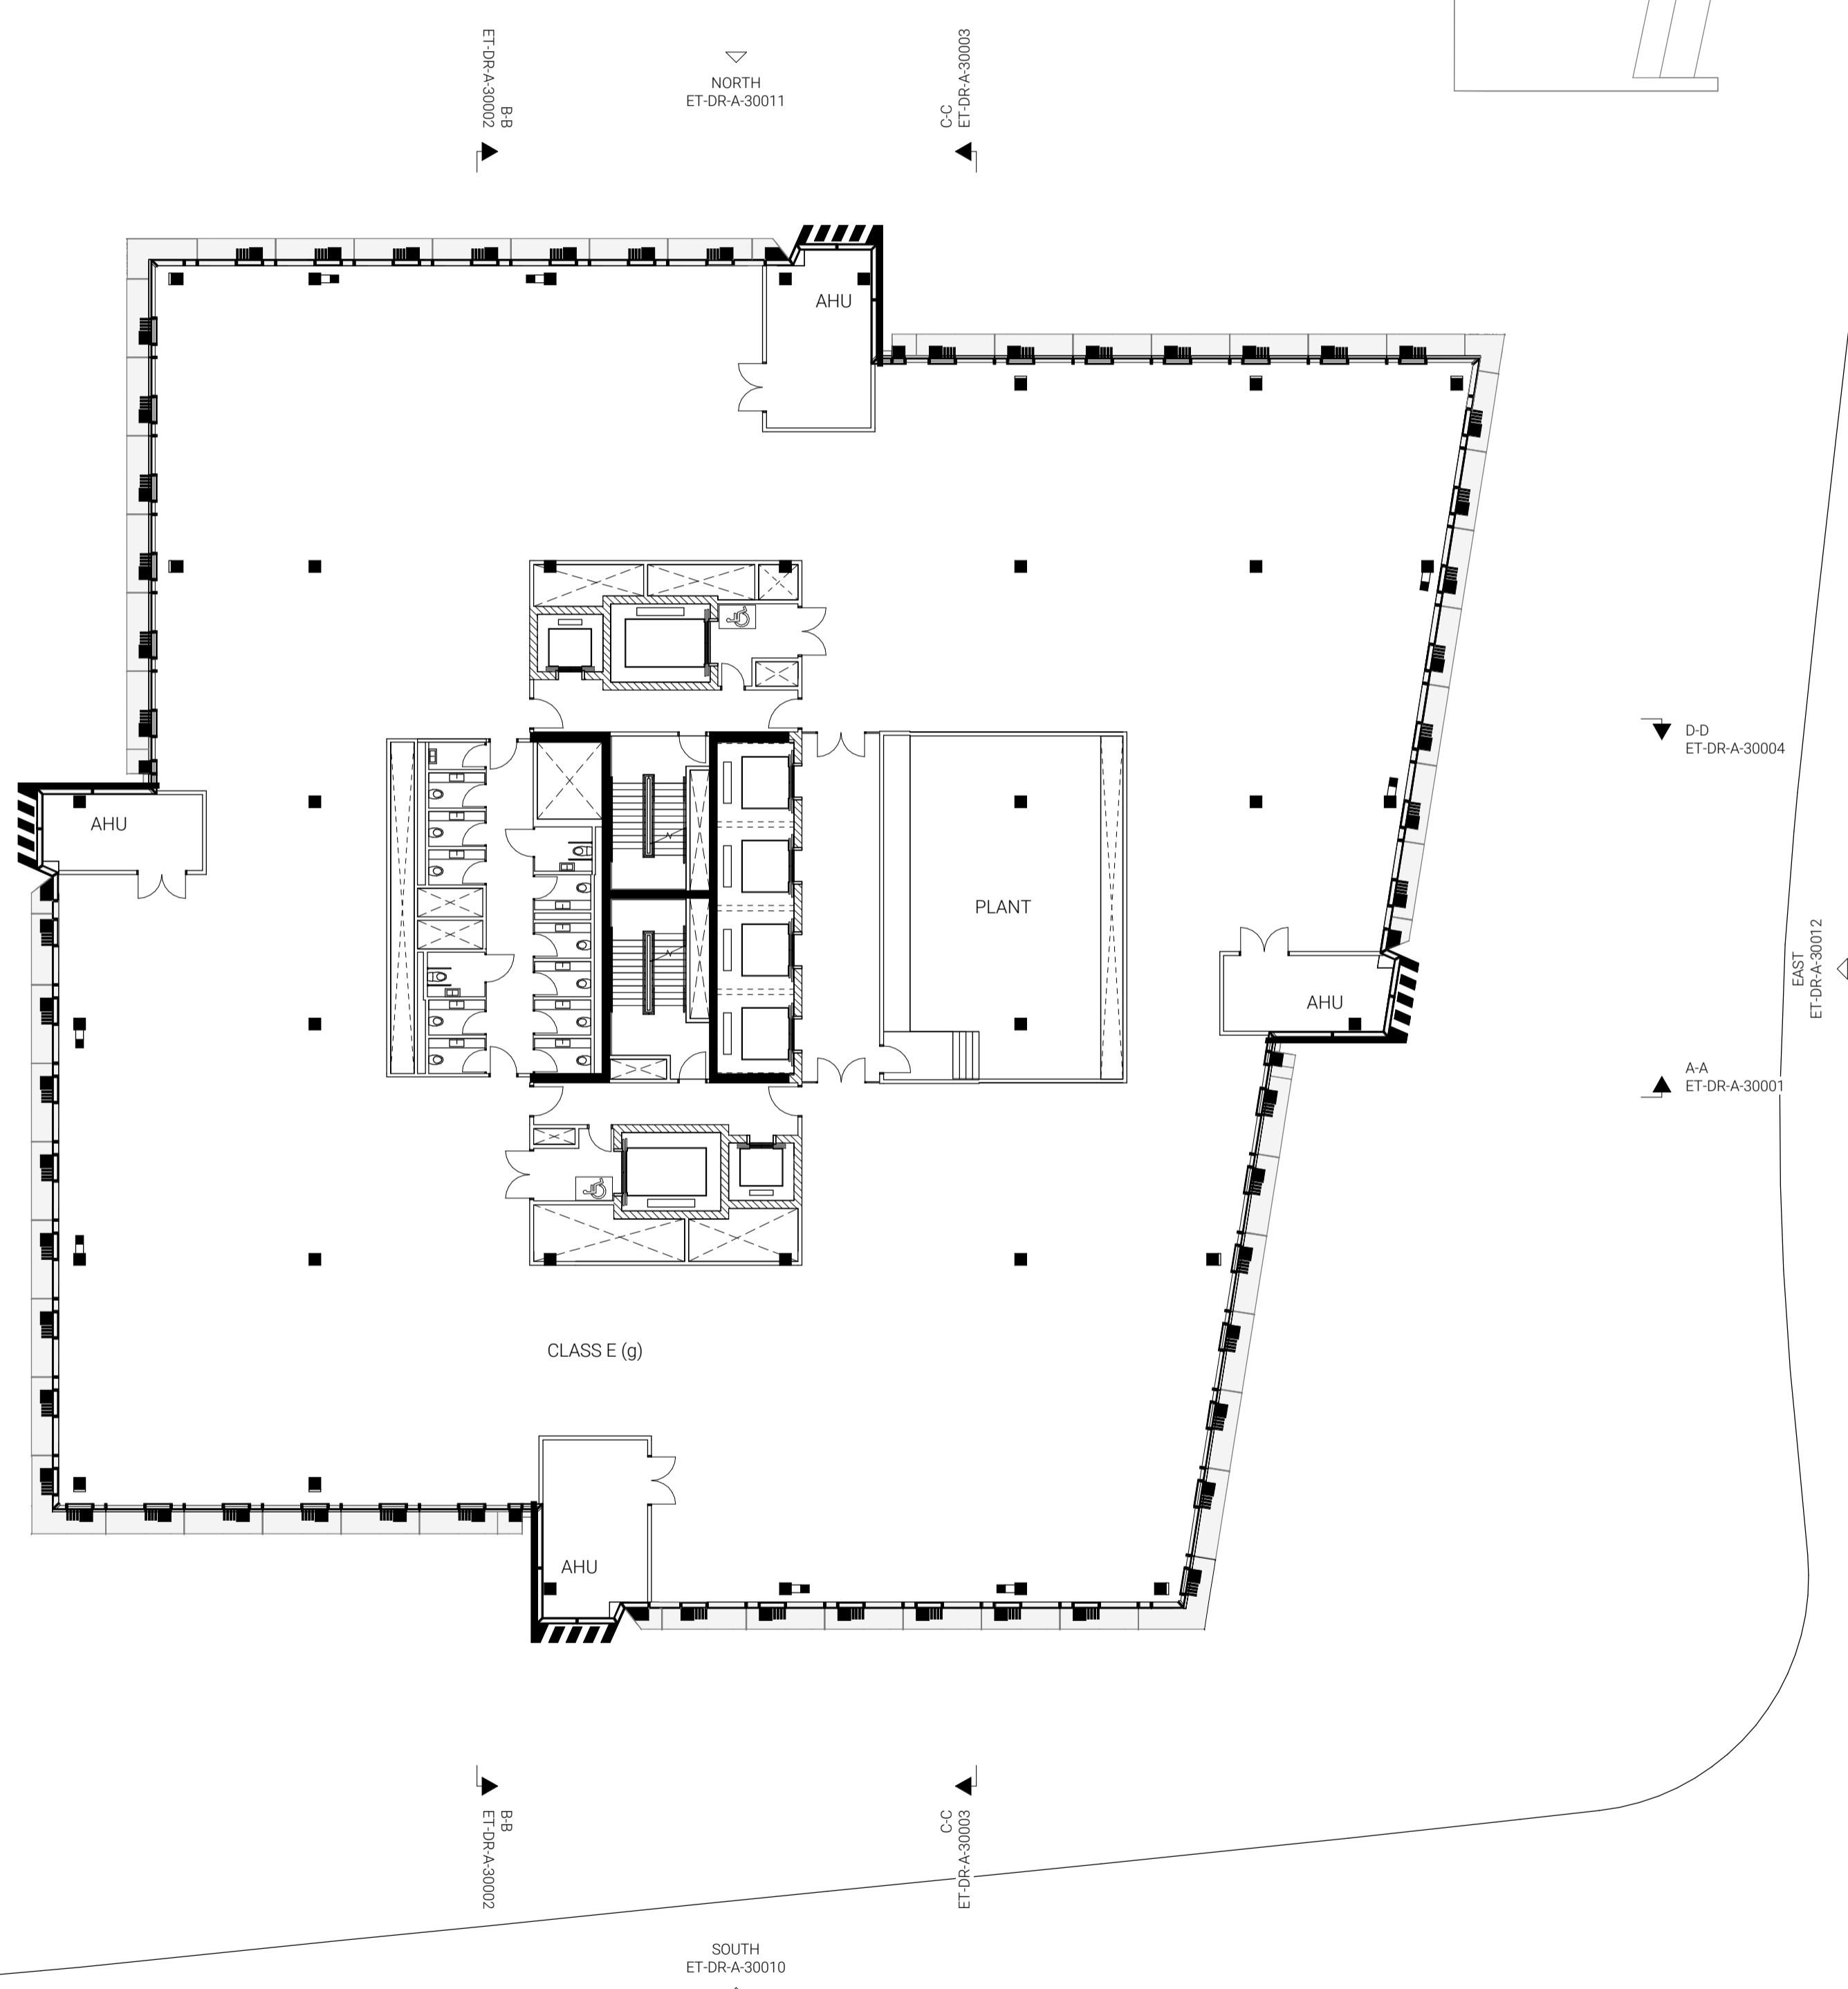 B-B
ET-DR-A-30002
NORTH
ET-DR-A-30011
C-C
ET-DR-A-30003
AHU
AHU
D-D
ET-DR-A-30004
PLANT
EAST
ET-DR-A-30012
AHU
A-A
ET-DR-A-30001
CLASS E (g)
AHU
B-B
ET-DR-A-30002
C-C
ET-DR-A-30003
SOUTH
ET-DR-A-30010